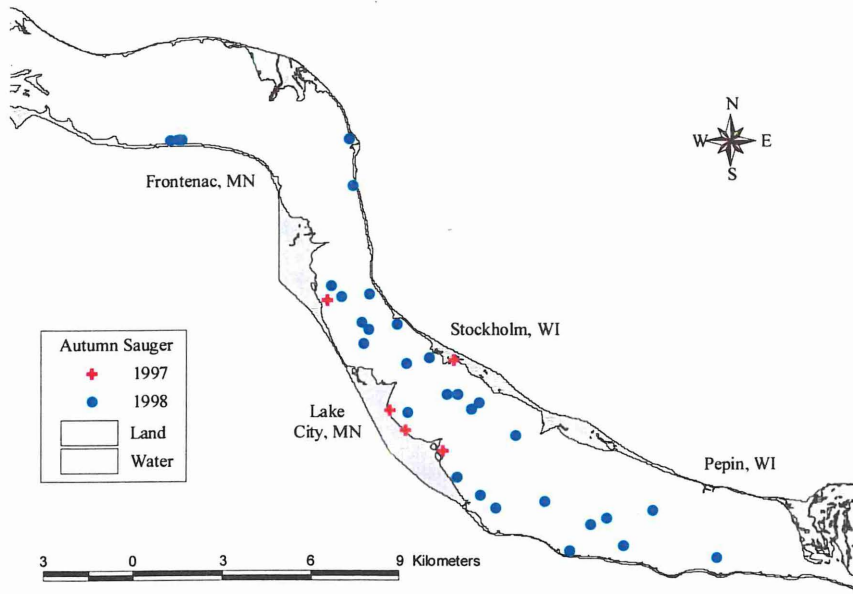 N
W E
S
Frontenac, MN
Stockholm, WI
Autumn Sauger
1997
1998
Land
Water
Lake
City, MN
Pepin, WI
3 0 3 6 9 Kilometers